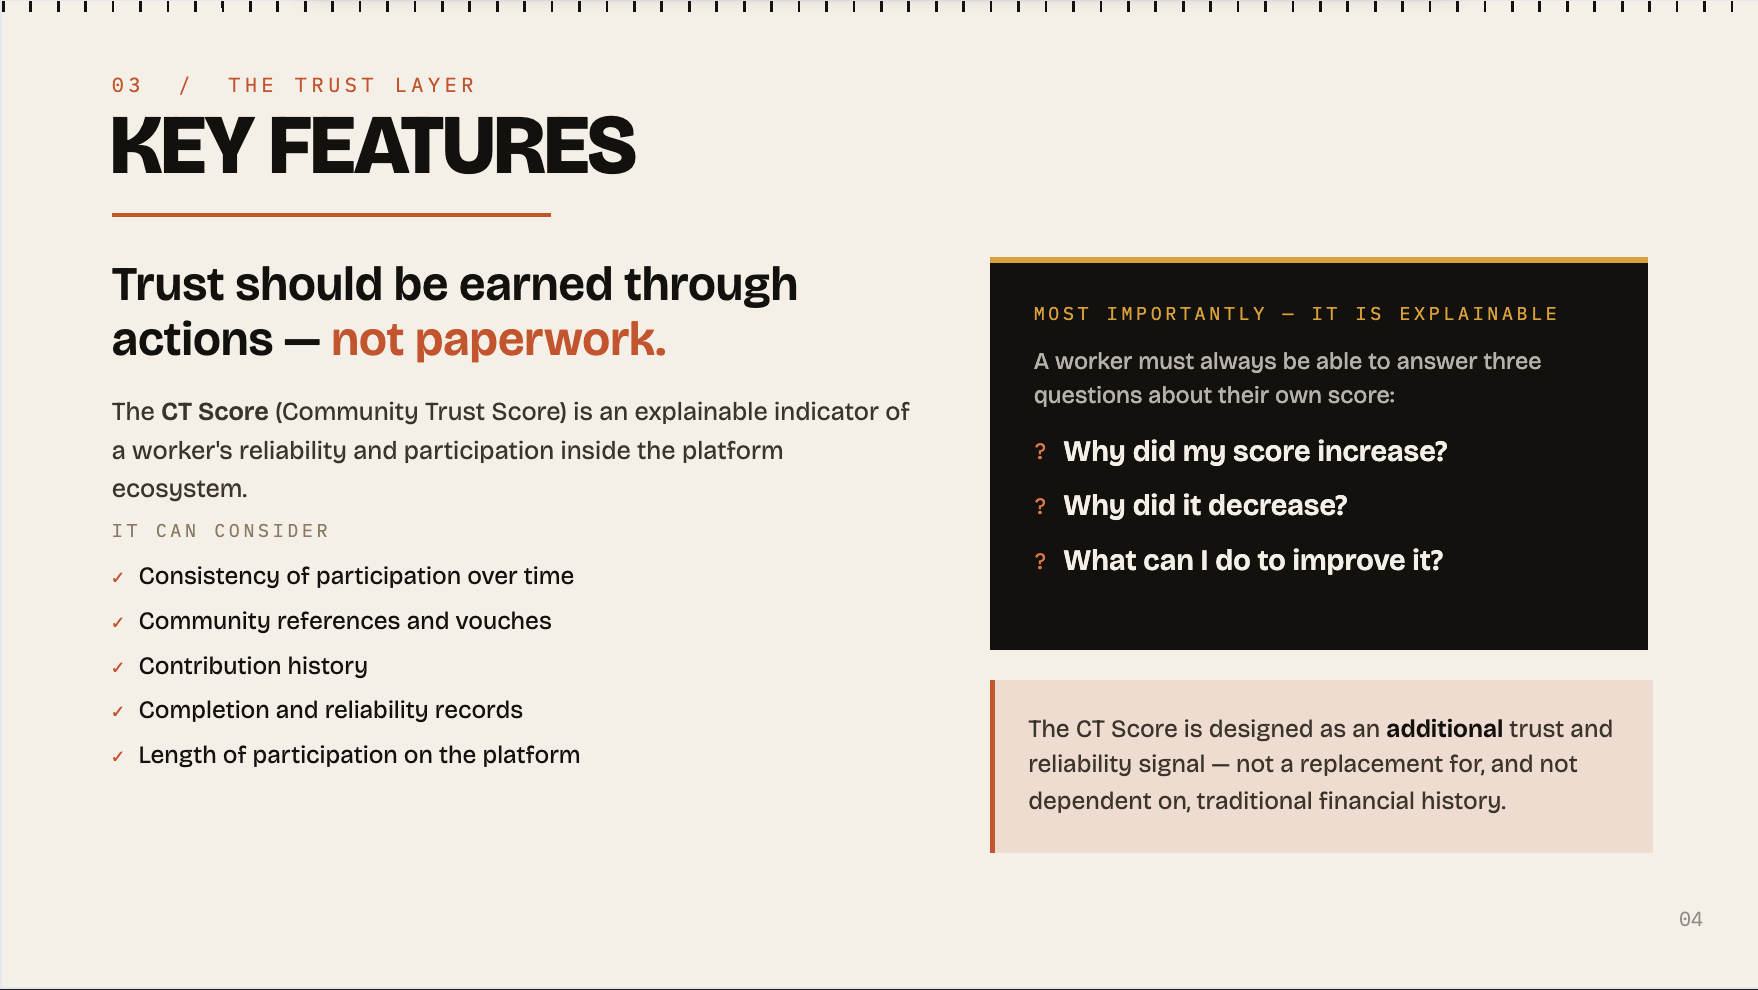 03 / THE TRUST LAYER
KEY FEATURES
Trust should be earned through
actions — not paperwork.
The CT Score (Community Trust Score) is an explainable indicator of
a worker's reliability and participation inside the platform
ecosystem.
IT CAN CONSIDER
✓ Consistency of participation over time
✓ Community references and vouches
✓ Contribution history
✓ Completion and reliability records
✓ Length of participation on the platform
MOST IMPORTANTLY — IT IS EXPLAINABLE
A worker must always be able to answer three
questions about their own score:
? Why did my score increase?
? Why did it decrease?
? What can I do to improve it?
The CT Score is designed as an additional trust and
reliability signal — not a replacement for, and not
dependent on, traditional financial history.
04